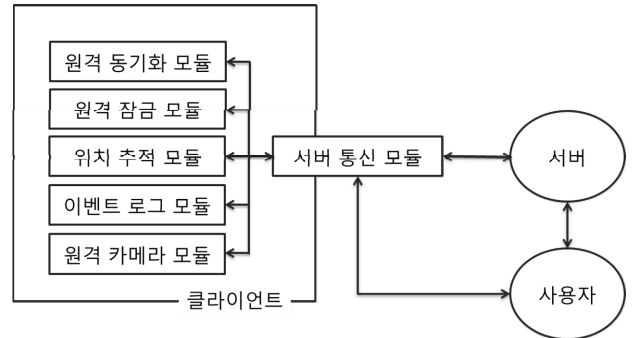 원격 동기화 모듈
원격 잠금 모듈
위치 추적 모듈
서버 통신 모듈
서버
이벤트 로그 모듈
원격 카메라 모듈
사용자
클라이언트